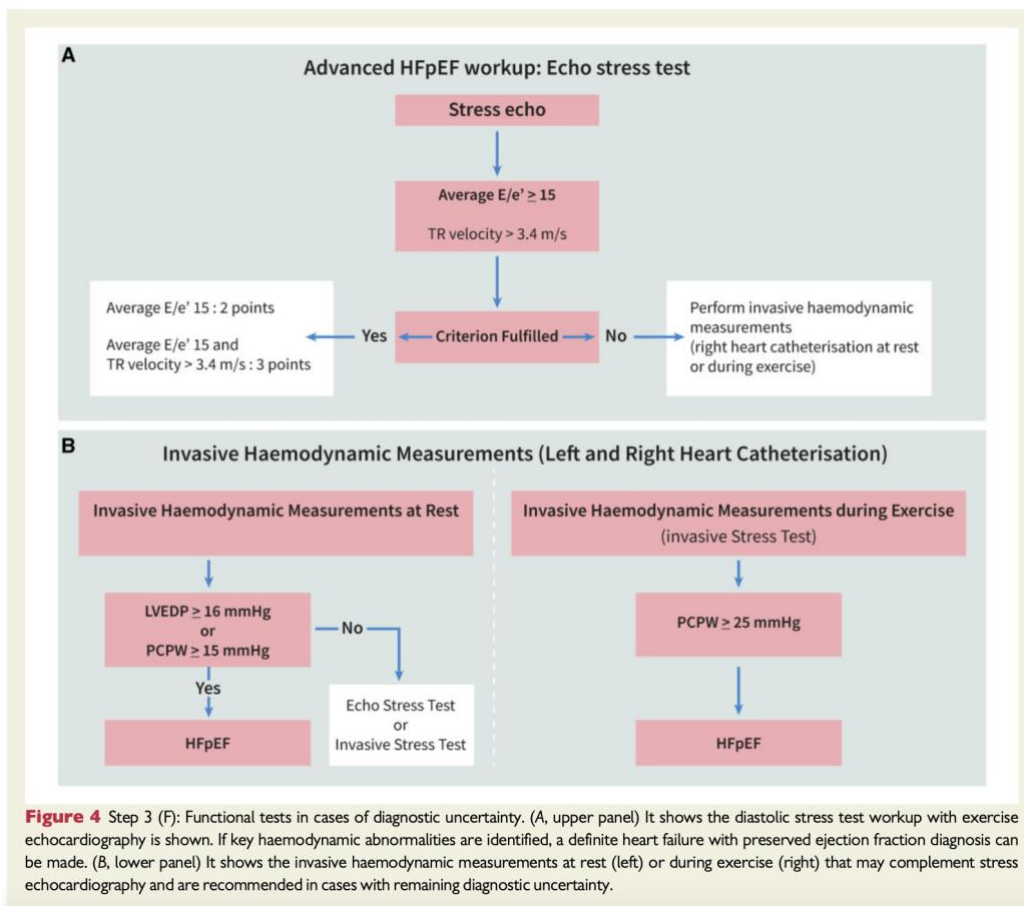 A
Advanced HFpEF workup: Echo stress test
Stress echo
Average E/e’ ≥ 15
TR velocity > 3.4 m/s
Average E/e’ 15 : 2 points
Average E/e’ 15 and
TR velocity > 3.4 m/s : 3 points
Yes
Criterion Fulfilled
No
Perform invasive haemodynamic
measurements
(right heart catheterisation at rest
or during exercise)
B
Invasive Haemodynamic Measurements (Left and Right Heart Catheterisation)
Invasive Haemodynamic Measurements at Rest
LVEDP ≥ 16 mmHg
or
PCPW ≥ 15 mmHg
No
Yes
Echo Stress Test
or
Invasive Stress Test
HFpEF
Invasive Haemodynamic Measurements during Exercise
(invasive Stress Test)
PCPW ≥ 25 mmHg
HFpEF
Figure 4 Step 3 (F): Functional tests in cases of diagnostic uncertainty. (A, upper panel) It shows the diastolic stress test workup with exercise
echocardiography is shown. If key haemodynamic abnormalities are identified, a definite heart failure with preserved ejection fraction diagnosis can
be made. (B, lower panel) It shows the invasive haemodynamic measurements at rest (left) or during exercise (right) that may complement stress
echocardiography and are recommended in cases with remaining diagnostic uncertainty.